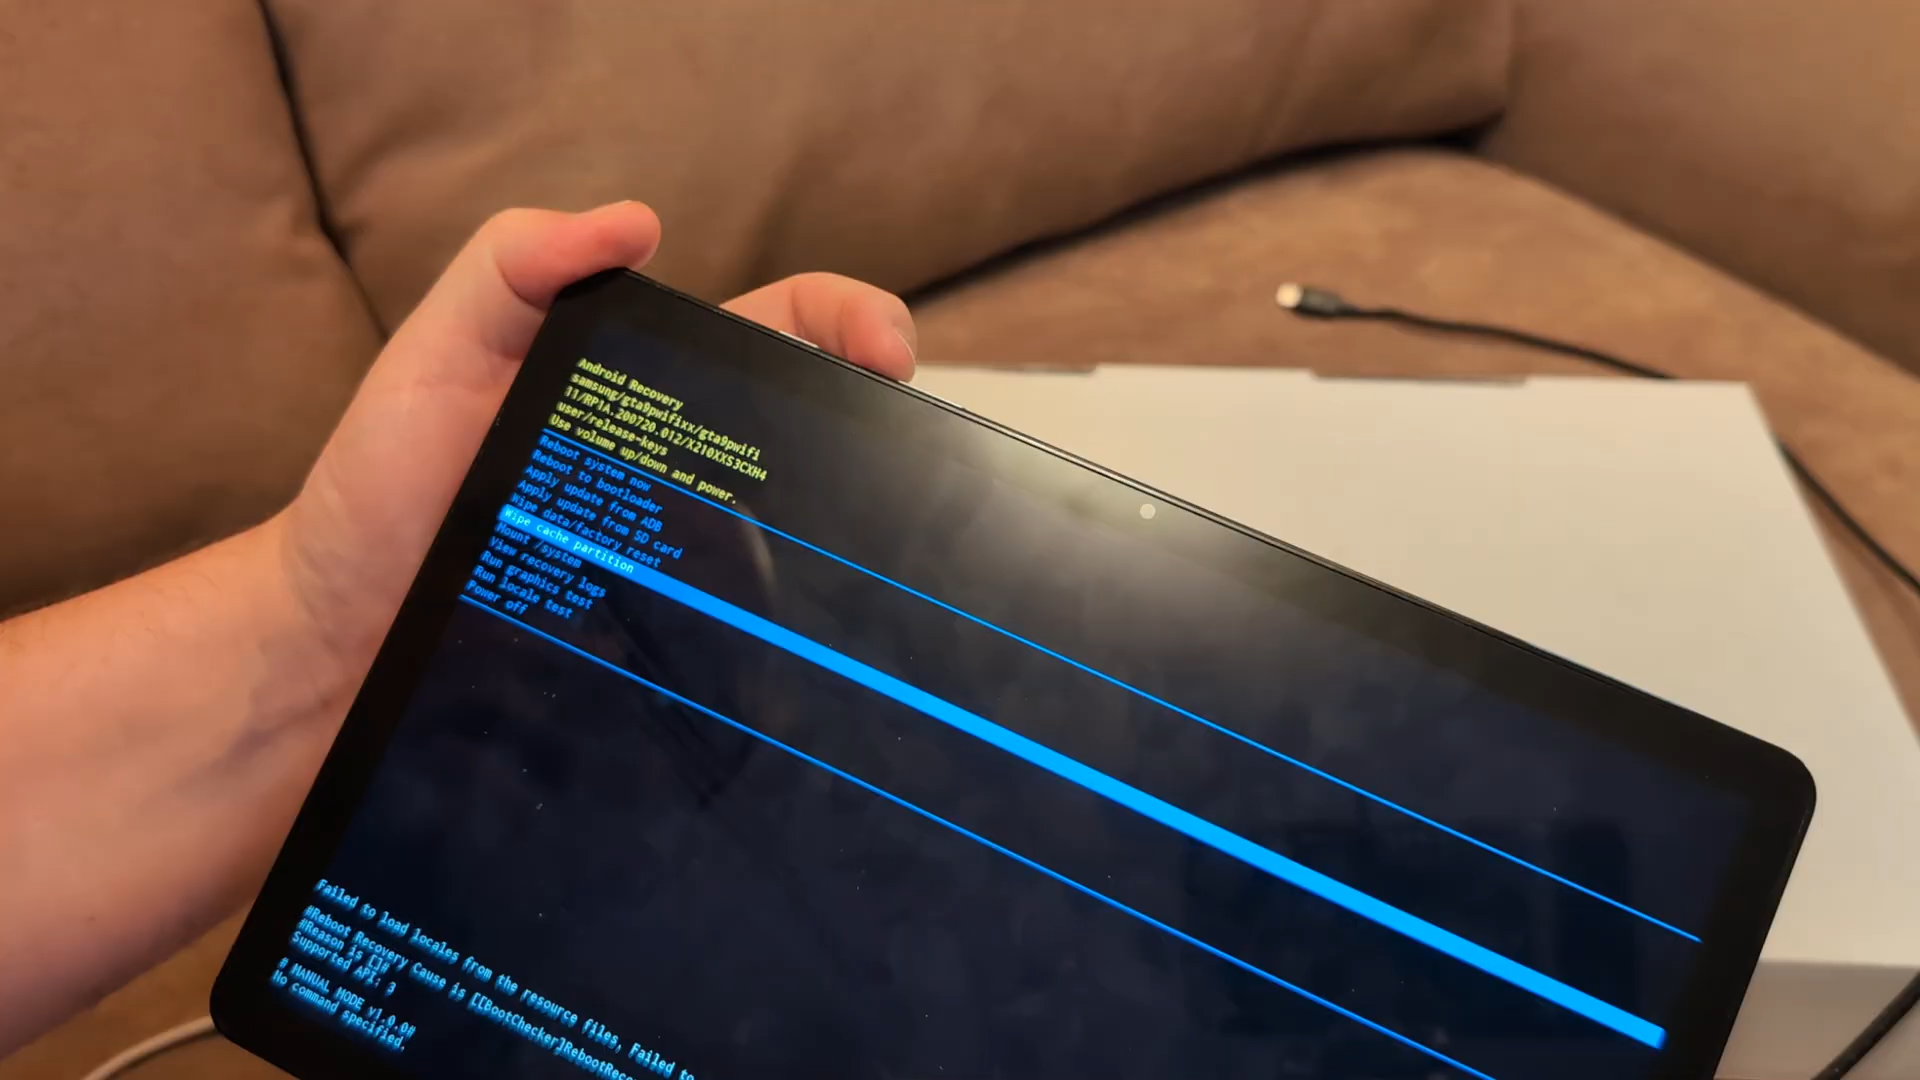 Android Recovery
samsung/gta9pwifixx/gta9pwifi
11/RP1A.200720.012/X210XXS3CXH4
user/release-keys
Use volume up/down and power.
Reboot system now
Reboot to bootloader
Apply update from ADB
Apply update from SD card
Wipe data/factory reset
Wipe cache partition
Mount /system
View recovery logs
Run graphics test
Run locale test
Power off
Failed to load locales from the resource files, Failed to
#Reboot Recovery Cause is [[BootChecker]RebootReco
#Reason is []#
Supported API: 3
# MANUAL MODE v1.0.0#
No command specified.